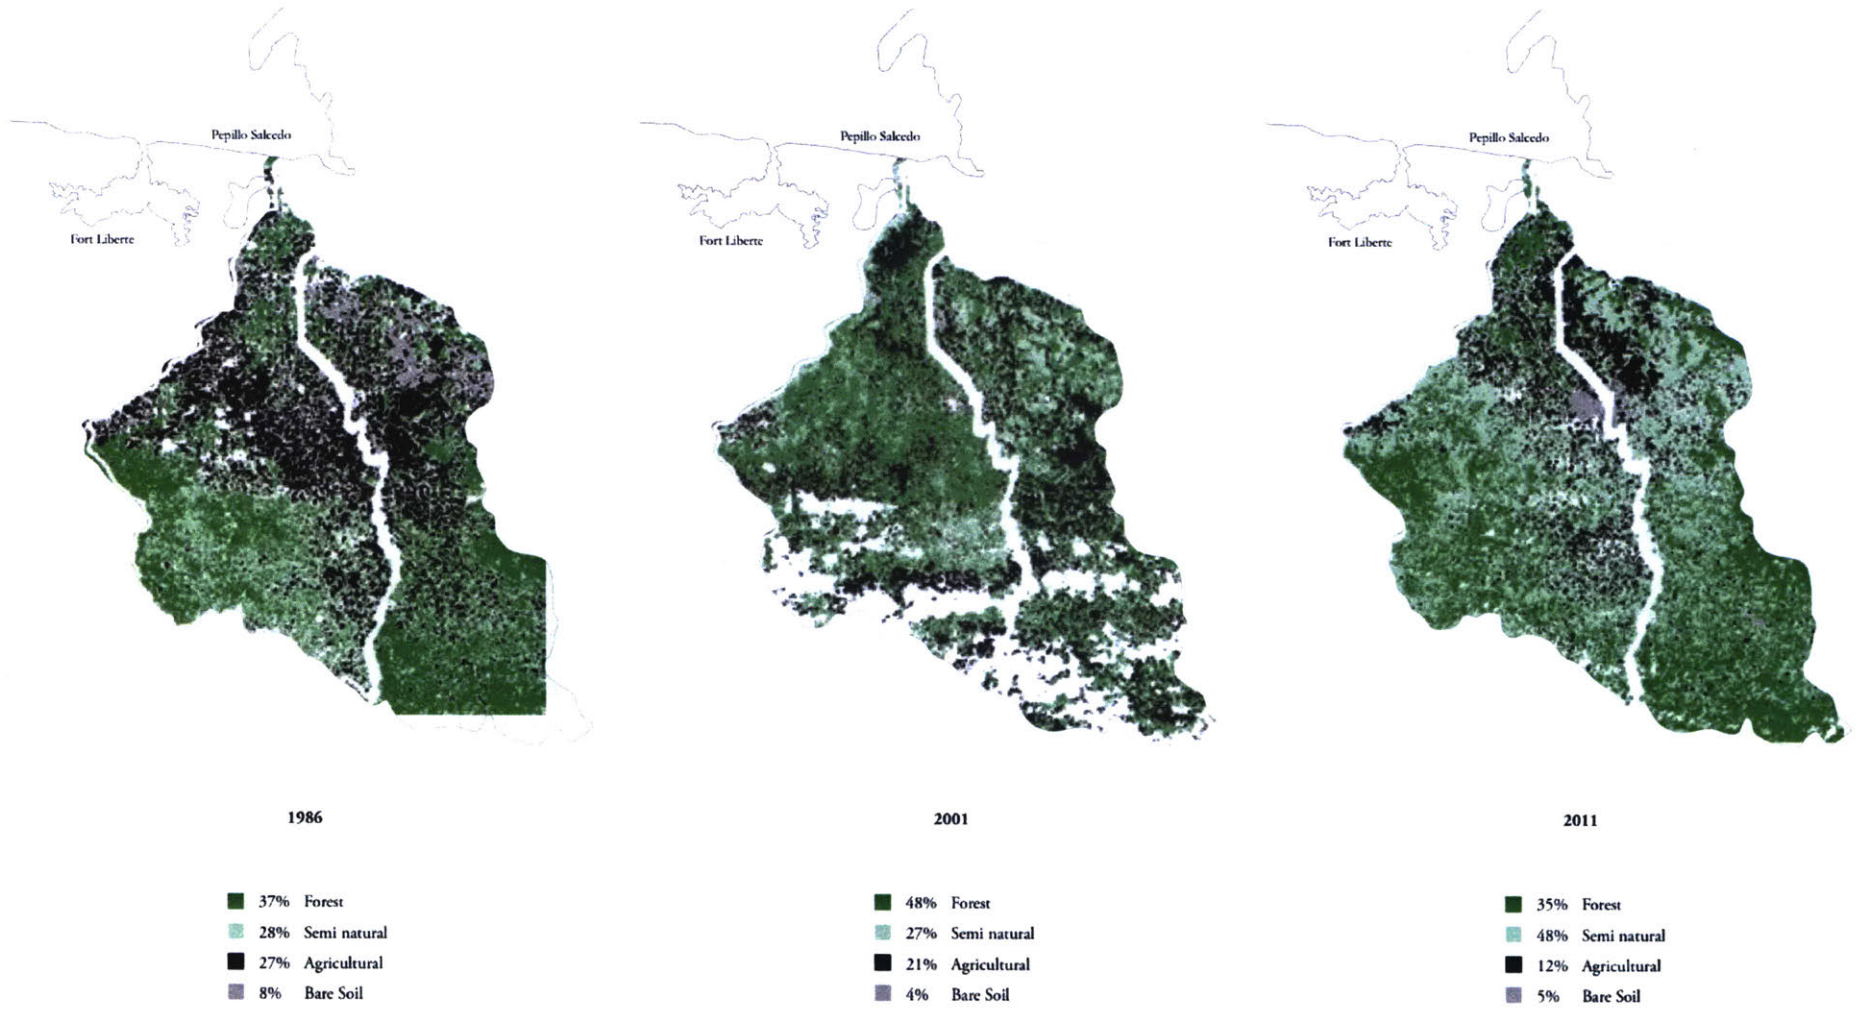 Pepillo Salcedo
Fort Liberte
1986
37% Forest
28% Semi natural
27% Agricultural
8% Bare Soil
Pepillo Salcedo
Fort Liberte
2001
48% Forest
27% Semi natural
21% Agricultural
4% Bare Soil
Pepillo Salcedo
Fort Liberte
2011
35% Forest
48% Semi natural
12% Agricultural
5% Bare Soil